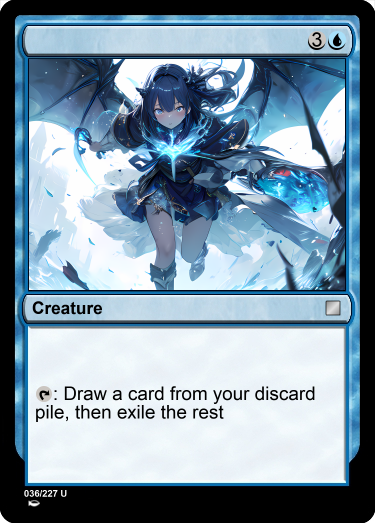 3
Creature
: Draw a card from your discard
pile, then exile the rest
036/227 U